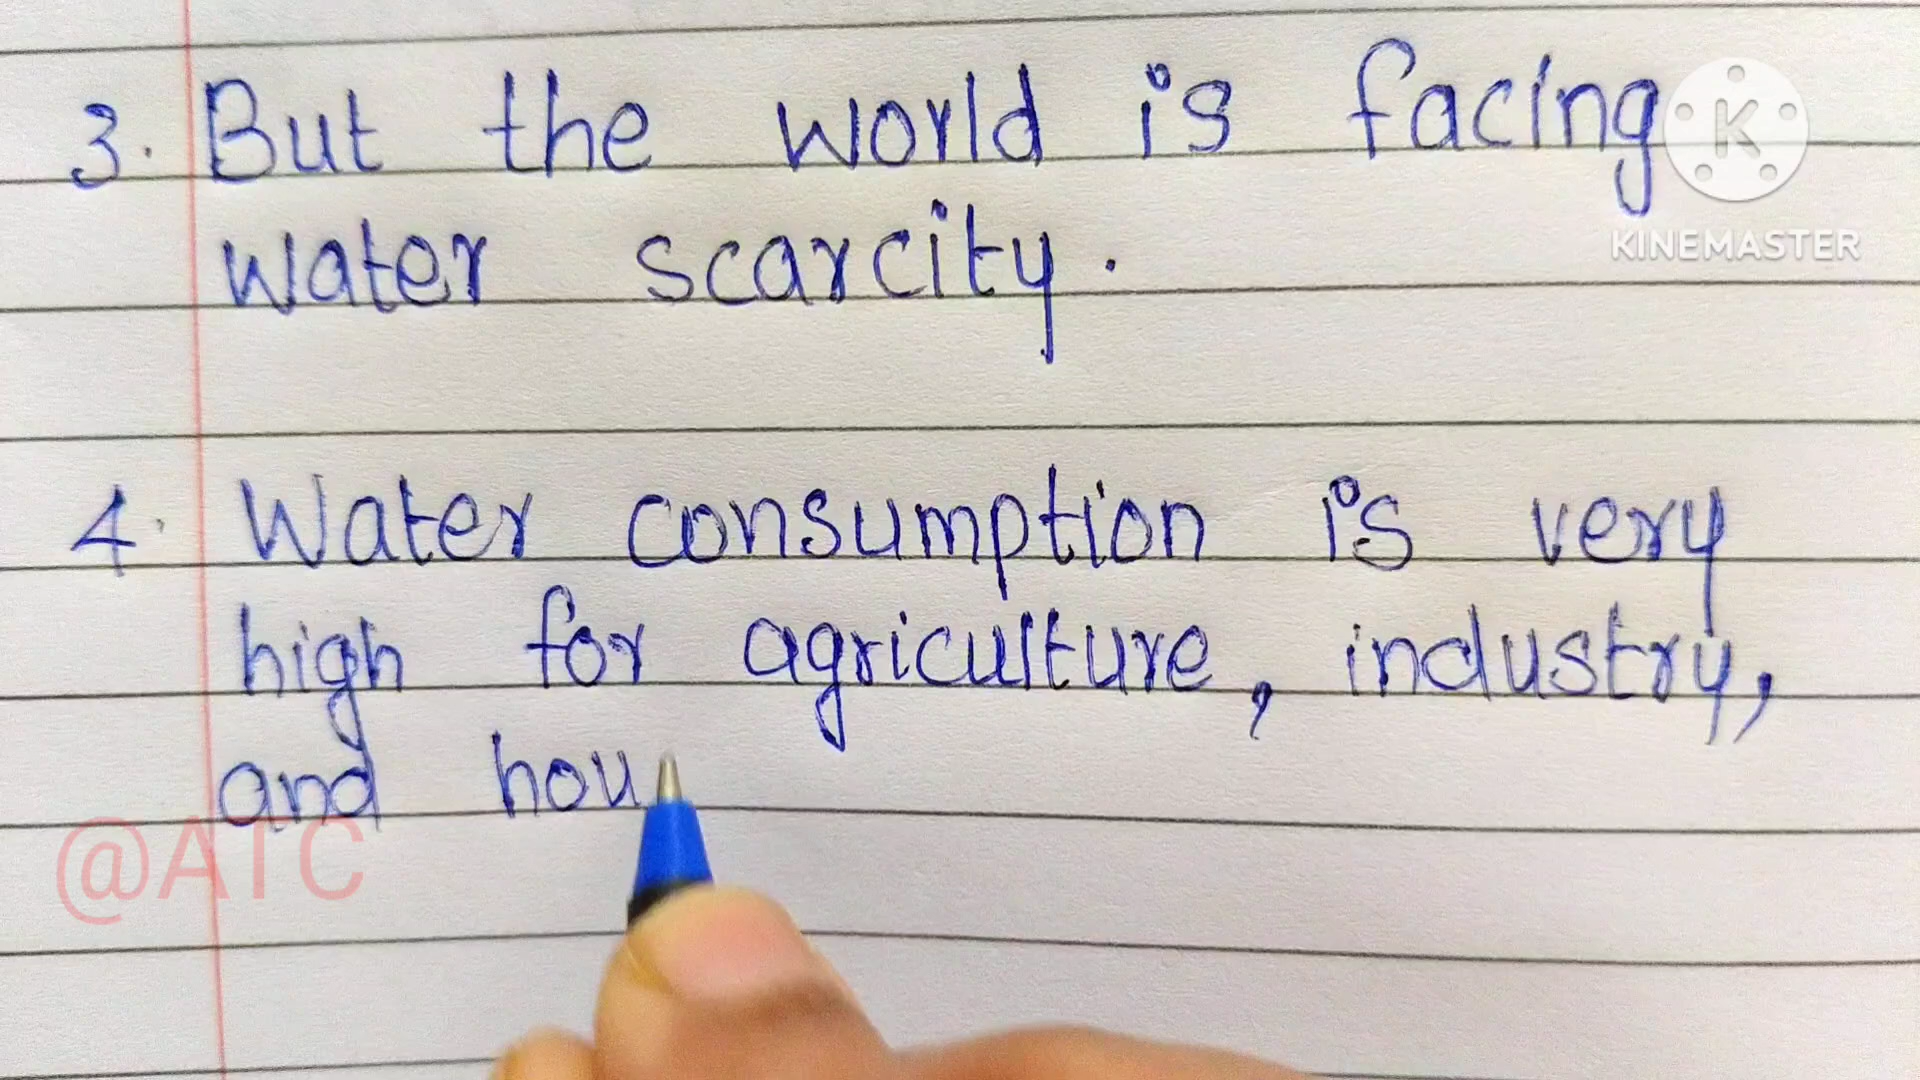 3. But the world is facing
water scarcity.
4. Water consumption is very
high for agriculture, industry,
and hou
K
KINEMASTER
@ATC